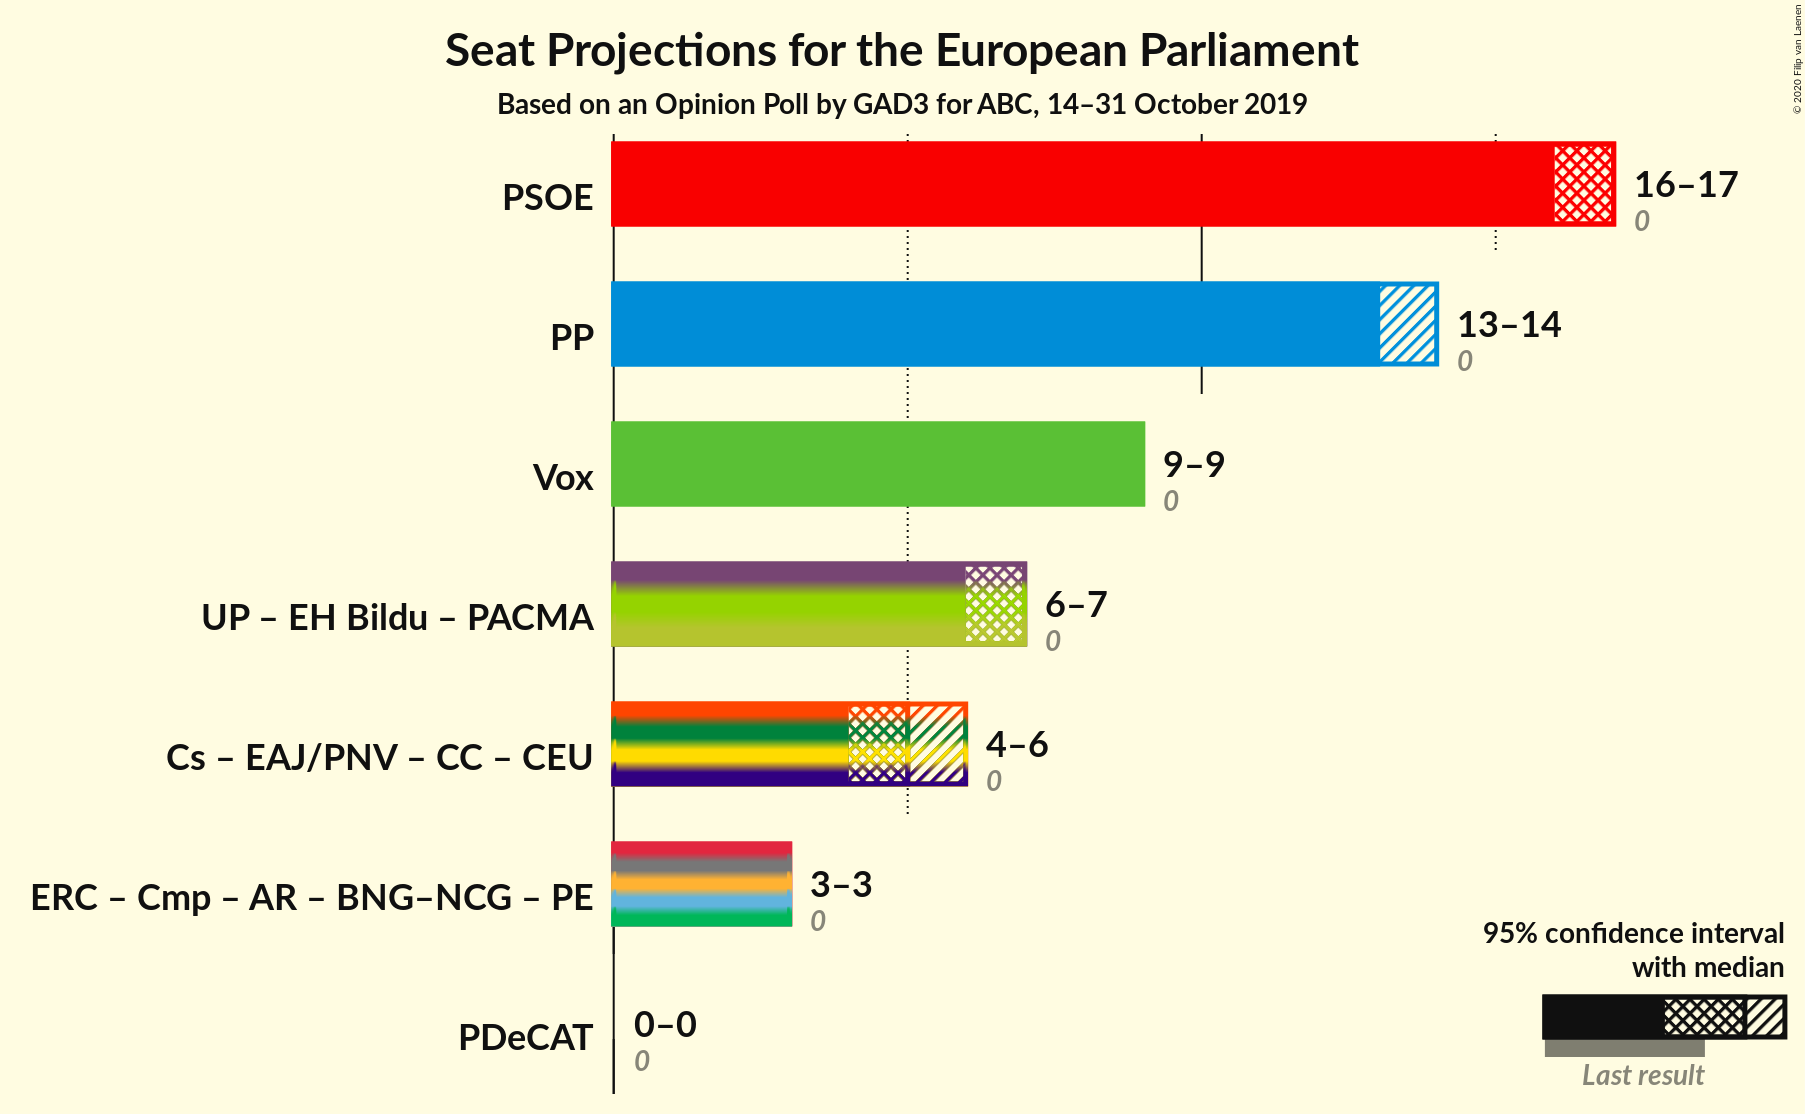 Seat Projections for the European Parliament
Based on an Opinion Poll by GAD3 for ABC, 14–31 October 2019
© 2020 Filip van Laenen
PSOE
16–17
0
PP
13–14
0
Vox
9–9
0
UP – EH Bildu – PACMA
6–7
0
Cs – EAJ/PNV – CC – CEU
4–6
0
ERC – Cmp – AR – BNG–NCG – PE
3–3
0
PDeCAT
0–0
0
95% confidence interval
with median
Last result